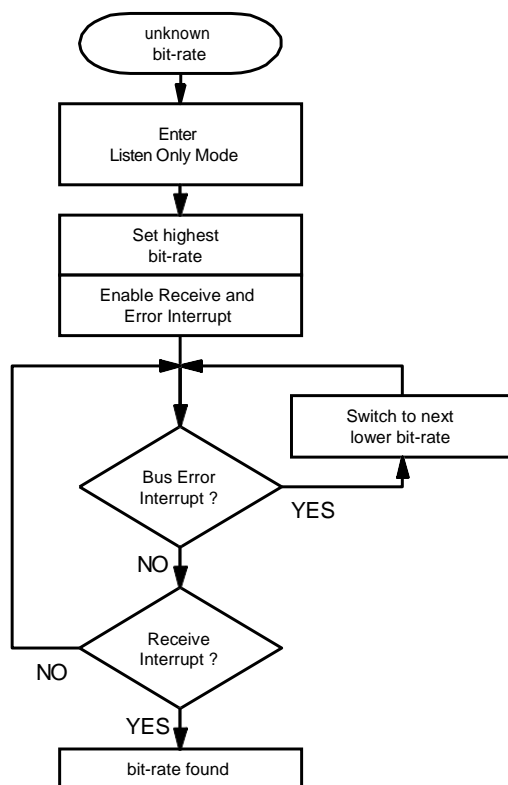 unknown
bit-rate
Enter
Listen Only Mode
Set highest
bit-rate
Enable Receive and
Error Interrupt
Switch to next
lower bit-rate
Bus Error
Interrupt ?
YES
NO
Receive
Interrupt ?
NO
YES
bit-rate found